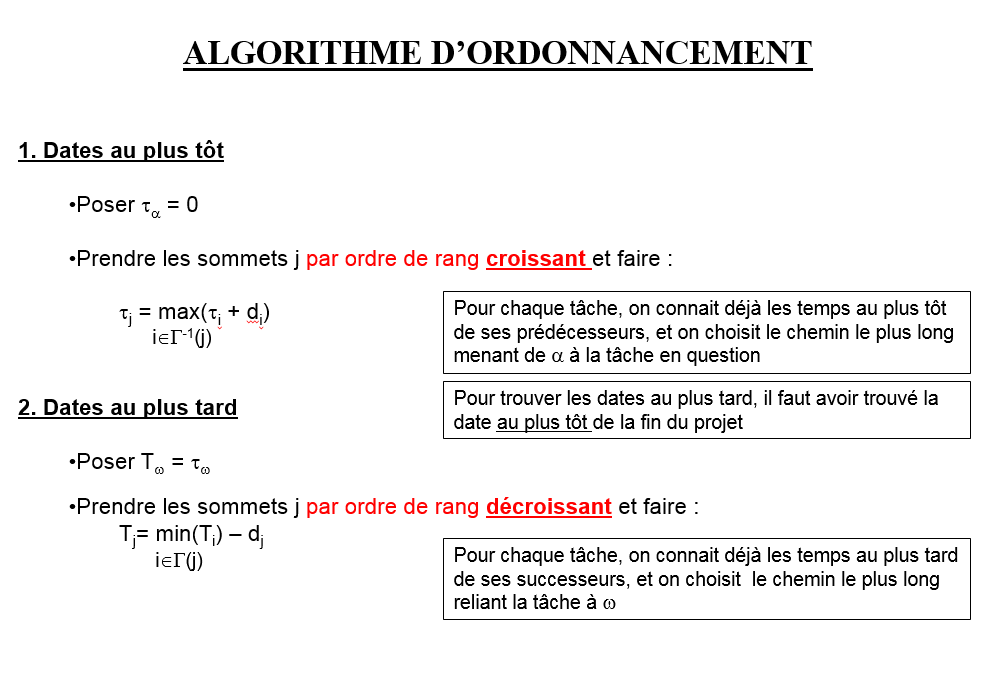 ALGORITHME D’ORDONNANCEMENT
1. Dates au plus tôt
•Poser τα = 0
•Prendre les sommets j par ordre de rang croissant et faire :
τj = max(τi + di)
i∈Γ-1(j)
Pour chaque tâche, on connait déjà les temps au plus tôt
de ses prédécesseurs, et on choisit le chemin le plus long
menant de α à la tâche en question
2. Dates au plus tard
Pour trouver les dates au plus tard, il faut avoir trouvé la
date au plus tôt de la fin du projet
•Poser Tω = τω
•Prendre les sommets j par ordre de rang décroissant et faire :
Tj= min(Ti) – dj
i∈Γ(j)
Pour chaque tâche, on connait déjà les temps au plus tard
de ses successeurs, et on choisit  le chemin le plus long
reliant la tâche à ω